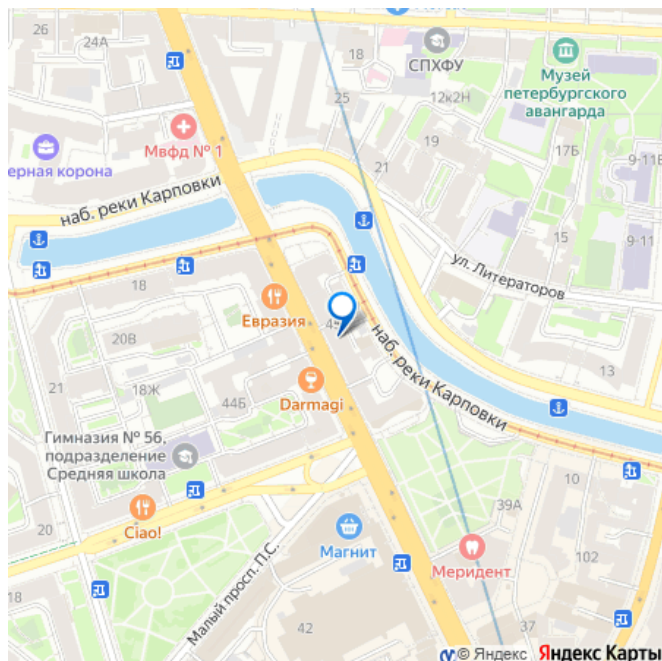 26
24А
18
СПХФУ
Музей
петербургского
авангарда
12к2Н
25
Мвфд № 1
ерная корона
19
17Б
9-11Б
21
наб. реки Карповки
15
9-11
ул. Литераторов
18
Евразия
20В
наб. реки Карповки
21
18Ж
44Б
Darmagi
13
Гимназия № 56,
подразделение
Средняя школа
10
39А
20
Ciao!
Магнит
Меридент
102
Малый просп. П.С.
18
42
37
© Яндекс Яндекс Карты